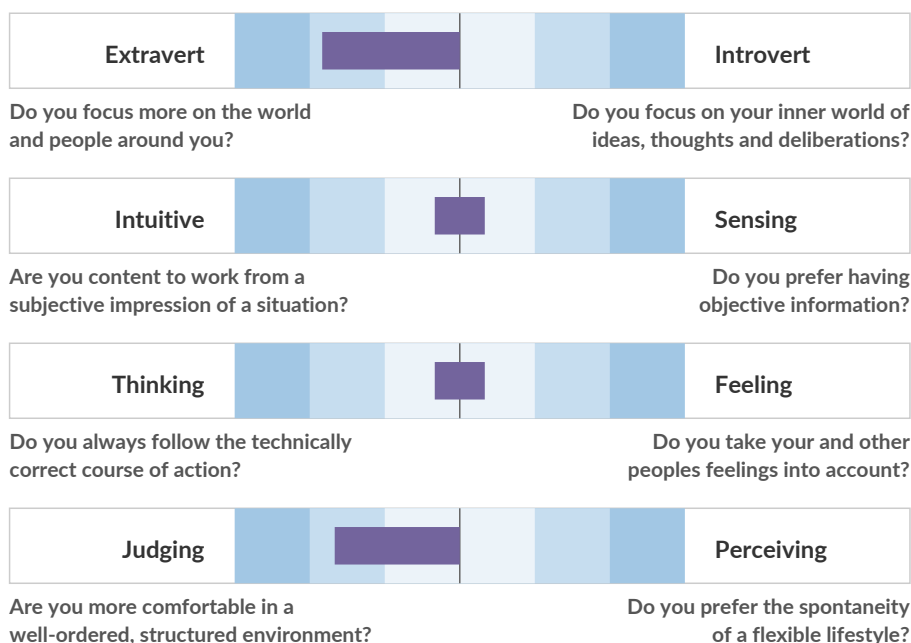 Extravert
Introvert
Do you focus more on the world
and people around you?
Do you focus on your inner world of
ideas, thoughts and deliberations?
Intuitive
Sensing
Are you content to work from a
subjective impression of a situation?
Do you prefer having
objective information?
Thinking
Feeling
Do you always follow the technically
correct course of action?
Do you take your and other
peoples feelings into account?
Judging
Perceiving
Are you more comfortable in a
well-ordered, structured environment?
Do you prefer the spontaneity
of a flexible lifestyle?